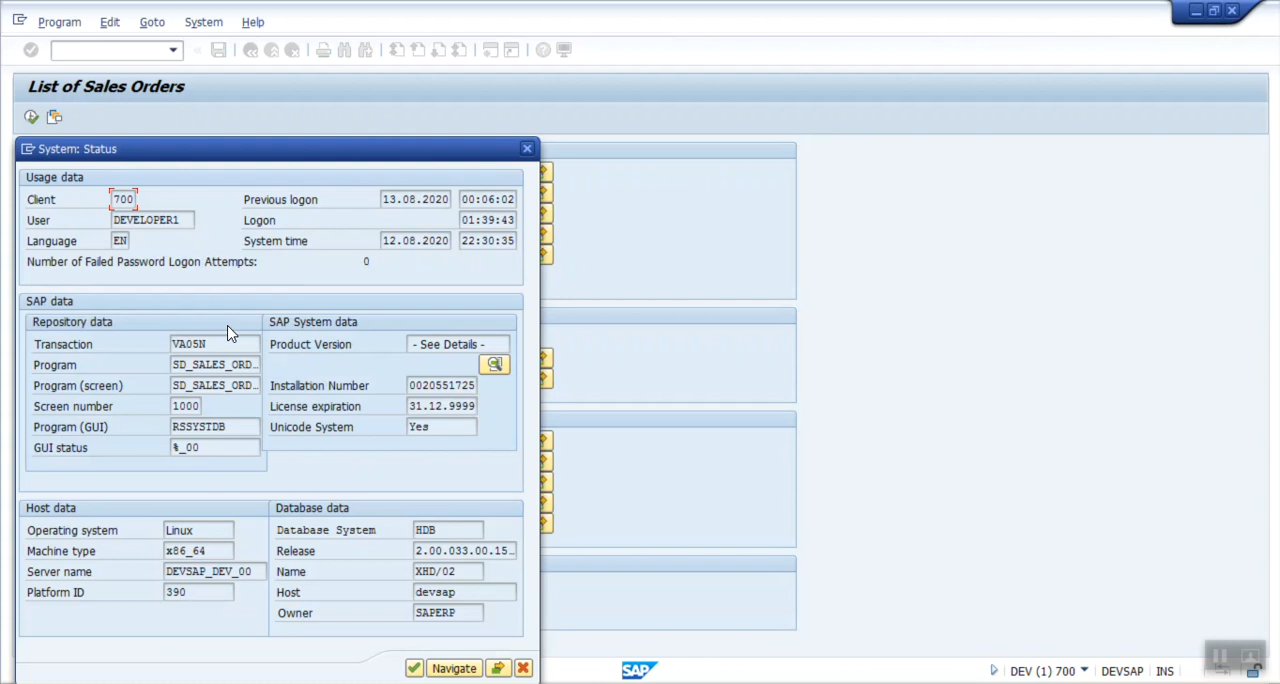 Program Edit Goto System Help
List of Sales Orders
System: Status
Usage data
Client 700 Previous logon 13.08.2020 00:06:02
User DEVELOPER1 Logon 01:39:43
Language EN System time 12.08.2020 22:30:35
Number of Failed Password Logon Attempts: 0
SAP data
Repository data SAP System data
Transaction VA05N Product Version - See Details -
Program SD_SALES_ORD..
Program (screen) SD_SALES_ORD.. Installation Number 0020551725
Screen number 1000 License expiration 31.12.9999
Program (GUI) RSSYSTDB Unicode System Yes
GUI status %_00
Host data Database data
Operating system Linux Database System HDB
Machine type x86_64 Release 2.00.033.00.15..
Server name DEVSAP_DEV_00 Name XHD/02
Platform ID 390 Host devsap
Owner SAPERP
Navigate
SAP DEV (1) 700 DEVSAP INS